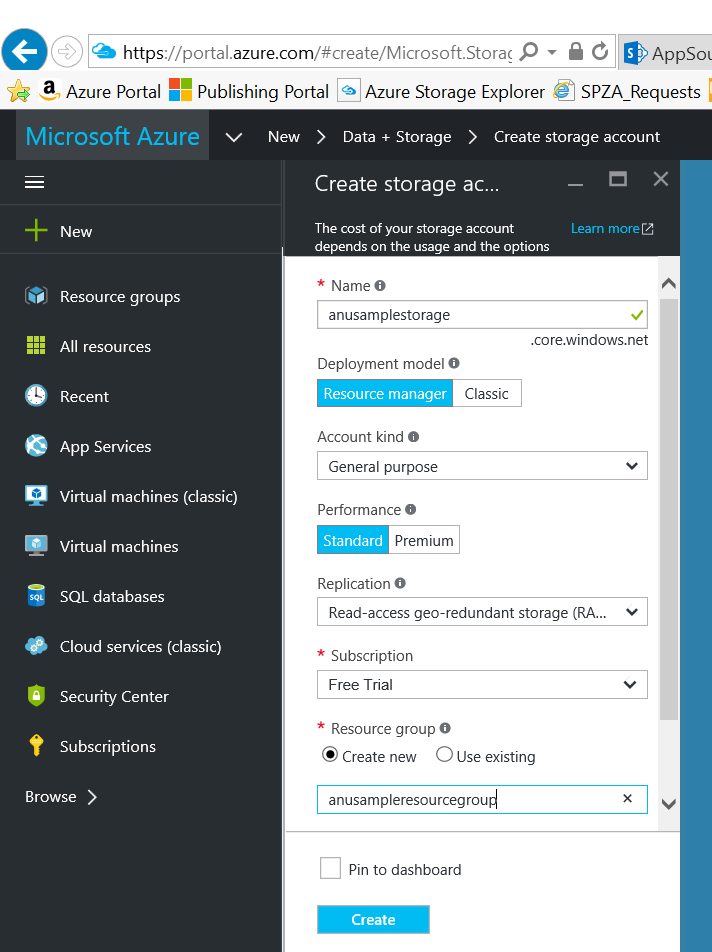 https://portal.azure.com/#create/Microsoft.Storag
AppSou
Azure Portal
Publishing Portal
Azure Storage Explorer
SPZA_Requests
Microsoft Azure
New
Data + Storage
Create storage account
New
Resource groups
All resources
Recent
App Services
Virtual machines (classic)
Virtual machines
SQL databases
Cloud services (classic)
Security Center
Subscriptions
Browse
Create storage ac...
The cost of your storage account
depends on the usage and the options
Learn more
* Name
anusamplestorage
.core.windows.net
Deployment model
Resource manager
Classic
Account kind
General purpose
Performance
Standard
Premium
Replication
Read-access geo-redundant storage (RA...
* Subscription
Free Trial
* Resource group
Create new
Use existing
anusampleresourcegroup
Pin to dashboard
Create